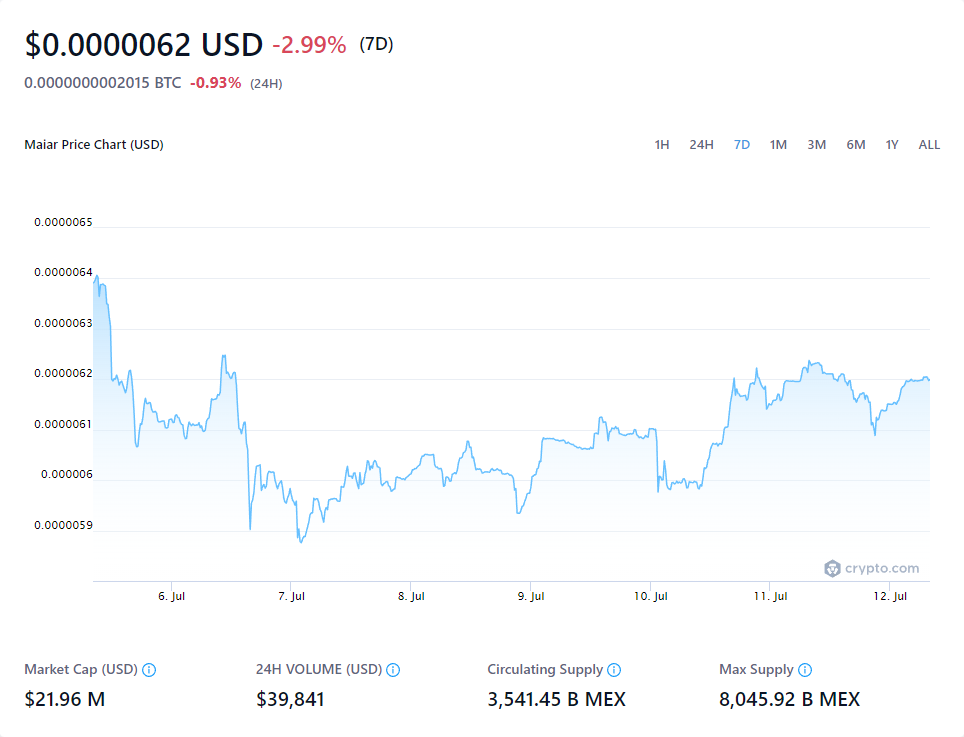 $0.0000062 USD -2.99% (7D)
0.0000000002015 BTC -0.93% (24H)
Maiar Price Chart (USD) 1H 24H 7D 1M 3M 6M 1Y ALL
0.0000065
0.0000064
0.0000063
0.0000062
0.0000061
0.000006
0.0000059
crypto.com
6. Jul 7. Jul 8. Jul 9. Jul 10. Jul 11. Jul 12. Jul
Market Cap (USD) 24H VOLUME (USD) Circulating Supply Max Supply
$21.96 M $39,841 3,541.45 B MEX 8,045.92 B MEX